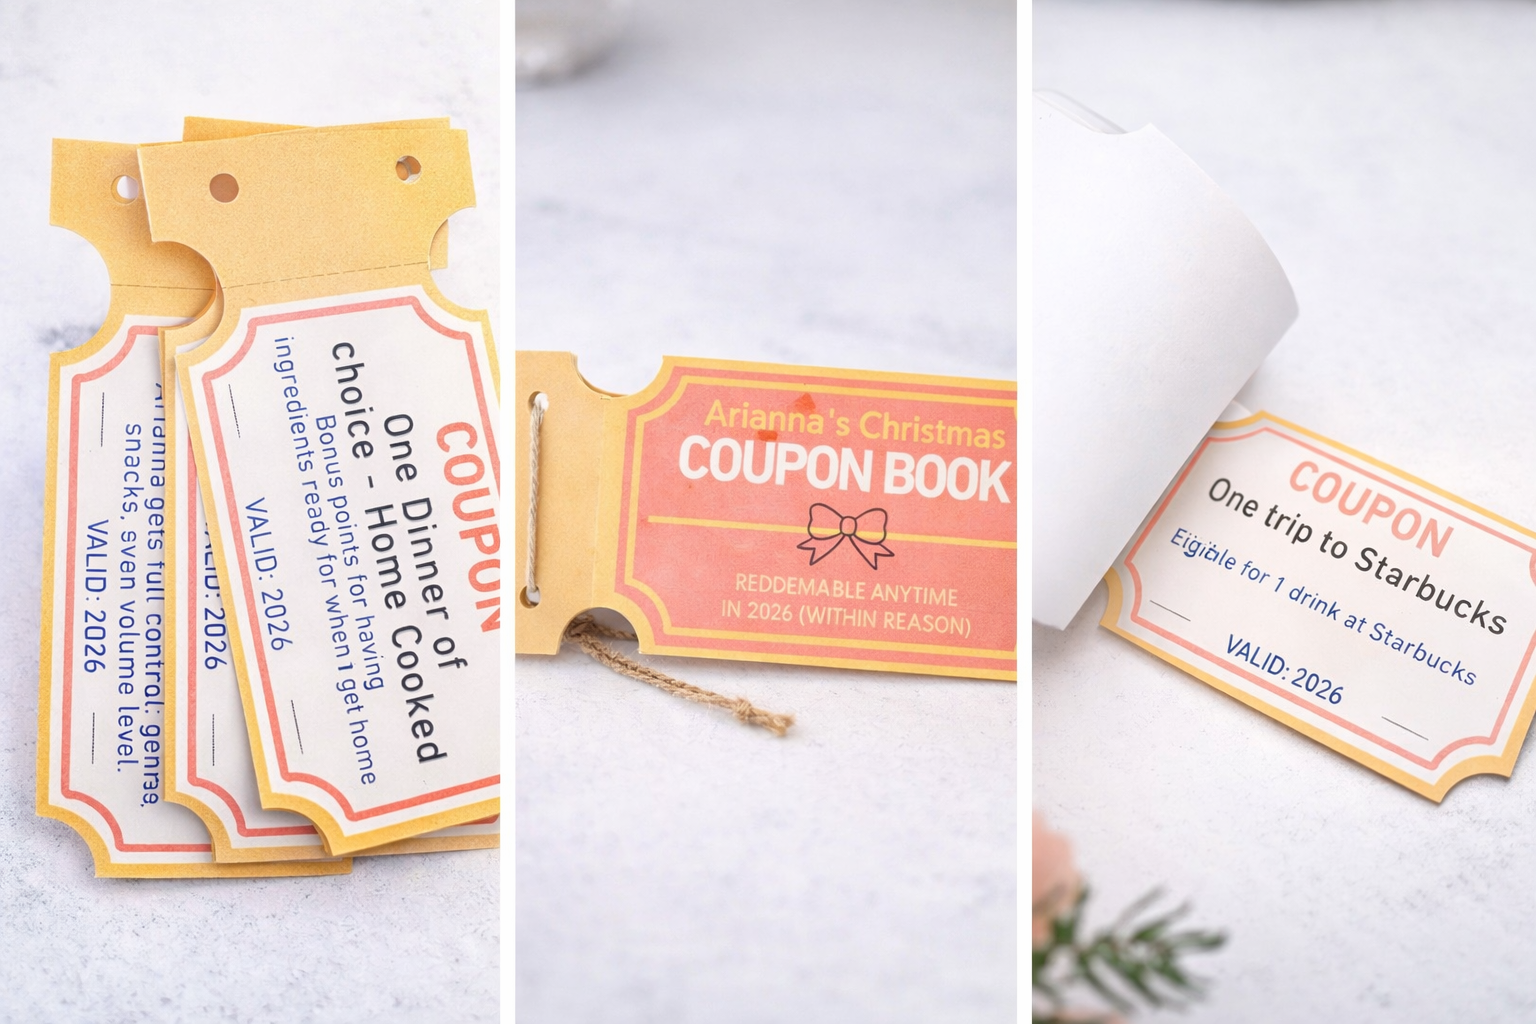 COUPON
One Dinner of
choice - Home Cooked
Bonus points for having
ingredients ready for when I get home
VALID: 2026
VALID: 2026
Arianna gets full control: genres,
snacks, even volume level.
VALID: 2026
Arianna's Christmas
COUPON BOOK
REDDEMABLE ANYTIME
IN 2026 (WITHIN REASON)
COUPON
One trip to Starbucks
for 1 drink at Starbucks
VALID: 2026